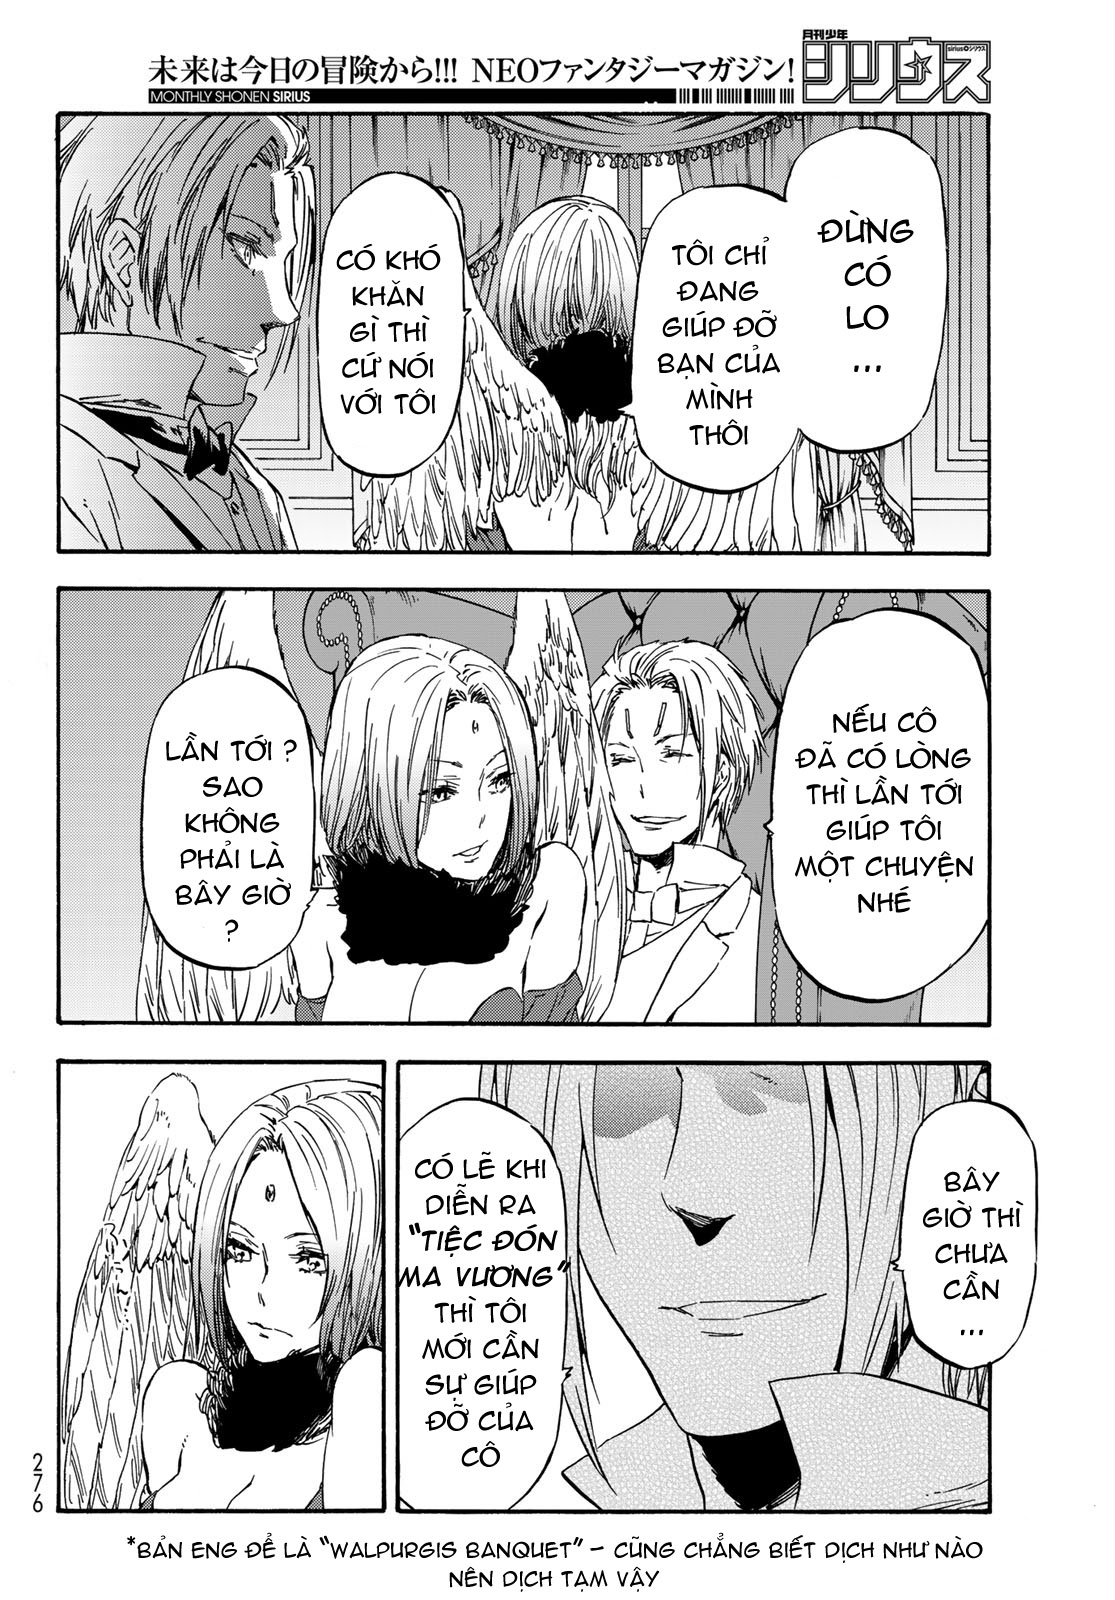 未来は今日の冒険から!!! NEOファンタジーマガジン!
MONTHLY SHONEN SIRIUS
月刊少年
シリウス
ĐỪNG
CÓ
LO
...
TÔI CHỈ
ĐANG
GIÚP ĐỠ
BẠN CỦA
MÌNH
THÔI
CÓ KHÓ
KHĂN
GÌ THÌ
CỨ NÓI
VỚI TÔI
NẾU CÔ
ĐÃ CÓ LÒNG
THÌ LẦN TỚI
GIÚP TÔI
MỘT CHUYỆN
NHÉ
LẦN TỚI ?
SAO
KHÔNG
PHẢI LÀ
BÂY GIỜ
?
BÂY
GIỜ THÌ
CHƯA
CẦN
...
CÓ LẼ KHI
DIỄN RA
"TIỆC ĐÓN
MA VƯƠNG"
THÌ TÔI
MỚI CẦN
SỰ GIÚP
ĐỠ CỦA
CÔ
276
*BẢN ENG ĐỂ LÀ "WALPURGIS BANQUET" - CŨNG CHẲNG BIẾT DỊCH NHƯ NÀO
NÊN DỊCH TẠM VẬY